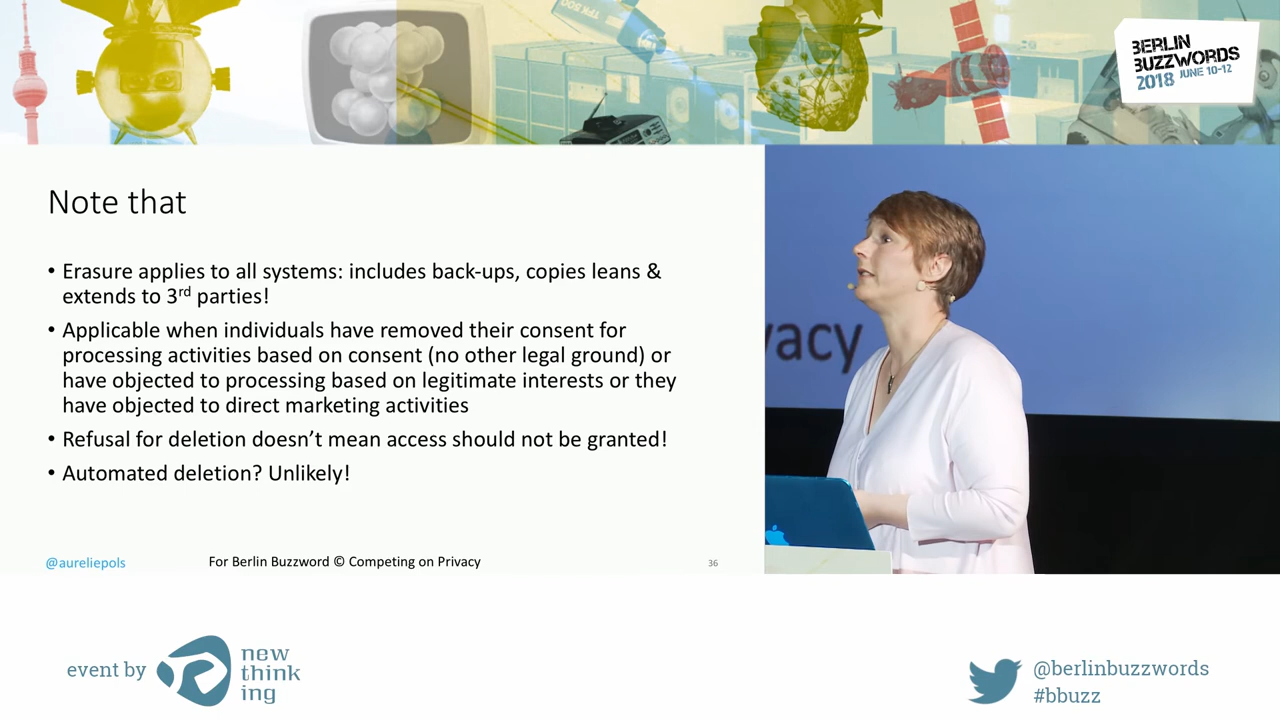 TPK 500
BERLIN
BUZZWORDS
2018 JUNE 10-12
Note that
• Erasure applies to all systems: includes back-ups, copies leans &
extends to 3rd parties!
• Applicable when individuals have removed their consent for
processing activities based on consent (no other legal ground) or
have objected to processing based on legitimate interests or they
have objected to direct marketing activities
• Refusal for deletion doesn’t mean access should not be granted!
• Automated deletion? Unlikely!
@aureliepols
For Berlin Buzzword © Competing on Privacy
36
vacy
event by
new
think
ing
@berlinbuzzwords
#bbuzz